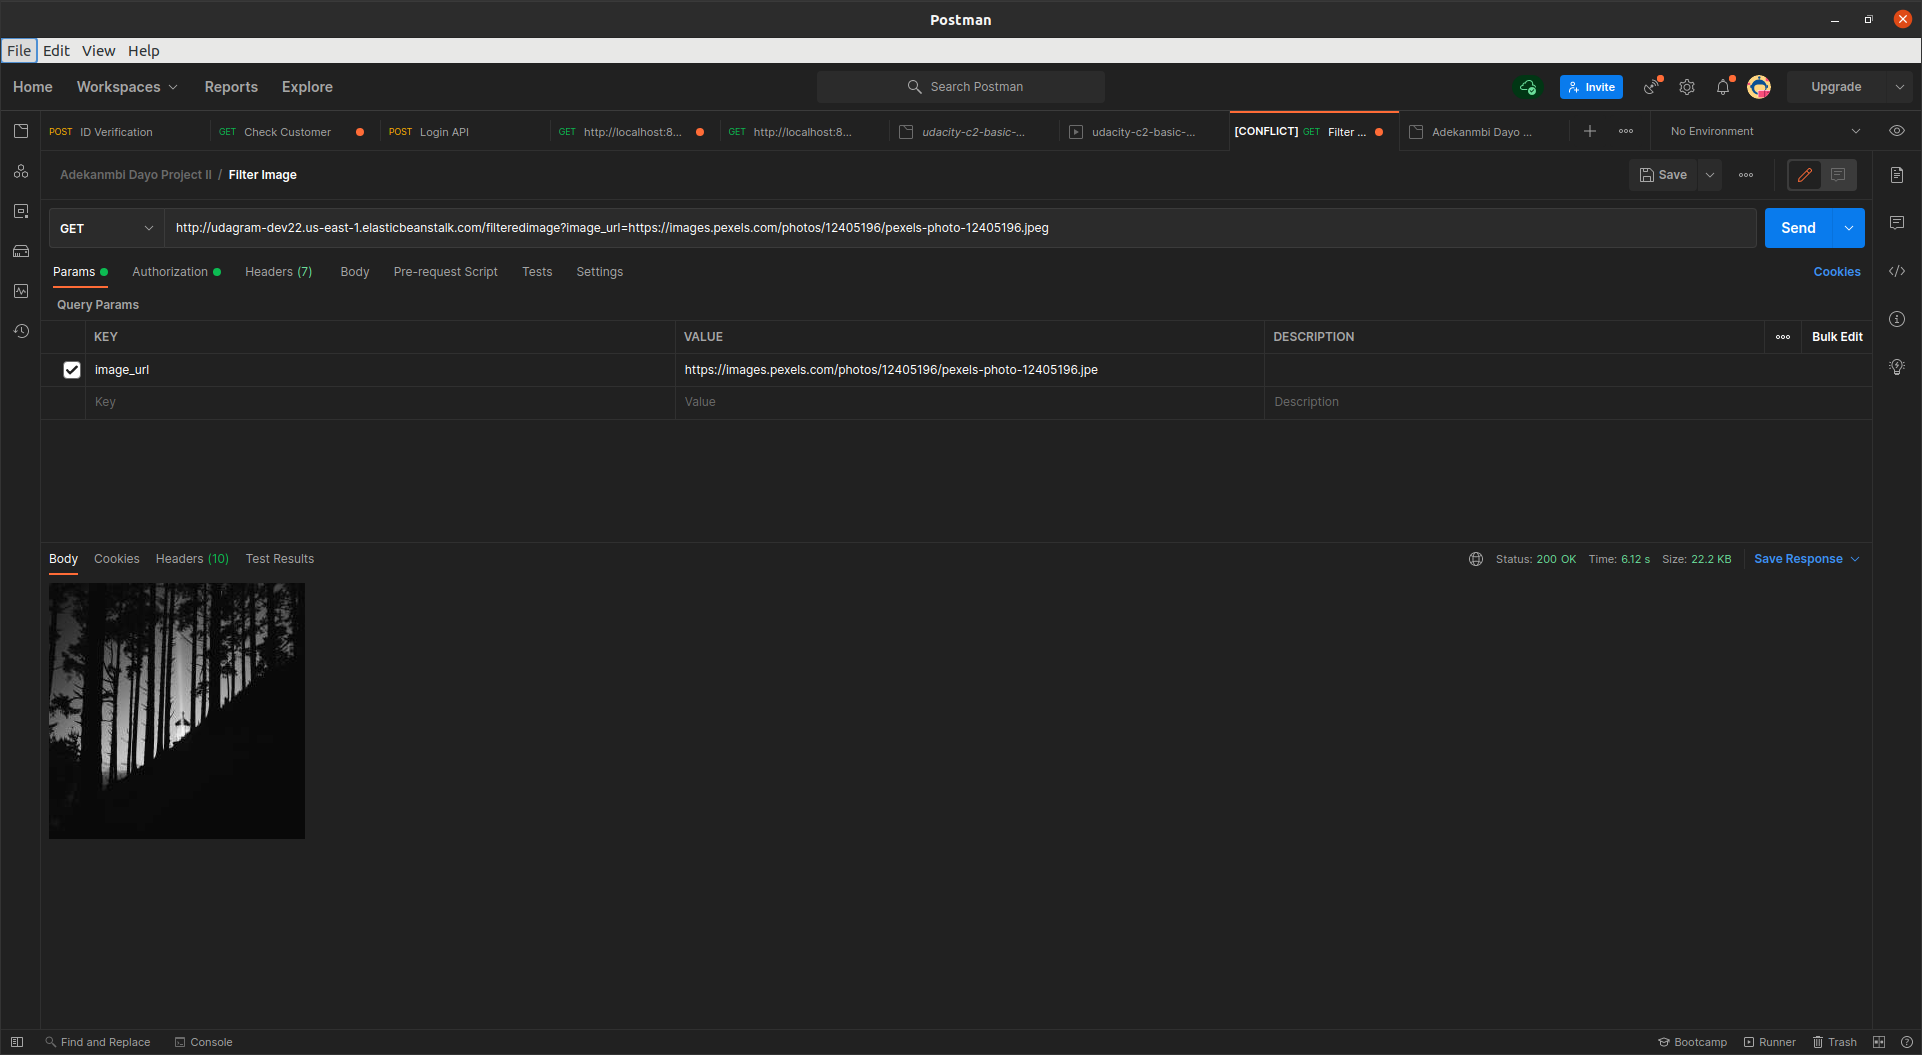 Postman
File Edit View Help
Home Workspaces Reports Explore Search Postman Invite Upgrade
POST ID Verification GET Check Customer POST Login API GET http://localhost:8... GET http://localhost:8... udacity-c2-basic-... udacity-c2-basic-... [CONFLICT] GET Filter ... Adekanmbi Dayo ... No Environment
Adekanmbi Dayo Project II / Filter Image Save
GET http://udagram-dev22.us-east-1.elasticbeanstalk.com/filteredimage?image_url=https://images.pexels.com/photos/12405196/pexels-photo-12405196.jpeg Send
Params Authorization Headers (7) Body Pre-request Script Tests Settings Cookies
Query Params
KEY VALUE DESCRIPTION Bulk Edit
image_url https://images.pexels.com/photos/12405196/pexels-photo-12405196.jpe
Key Value Description
Body Cookies Headers (10) Test Results Status: 200 OK Time: 6.12 s Size: 22.2 KB Save Response
Find and Replace Console Bootcamp Runner Trash